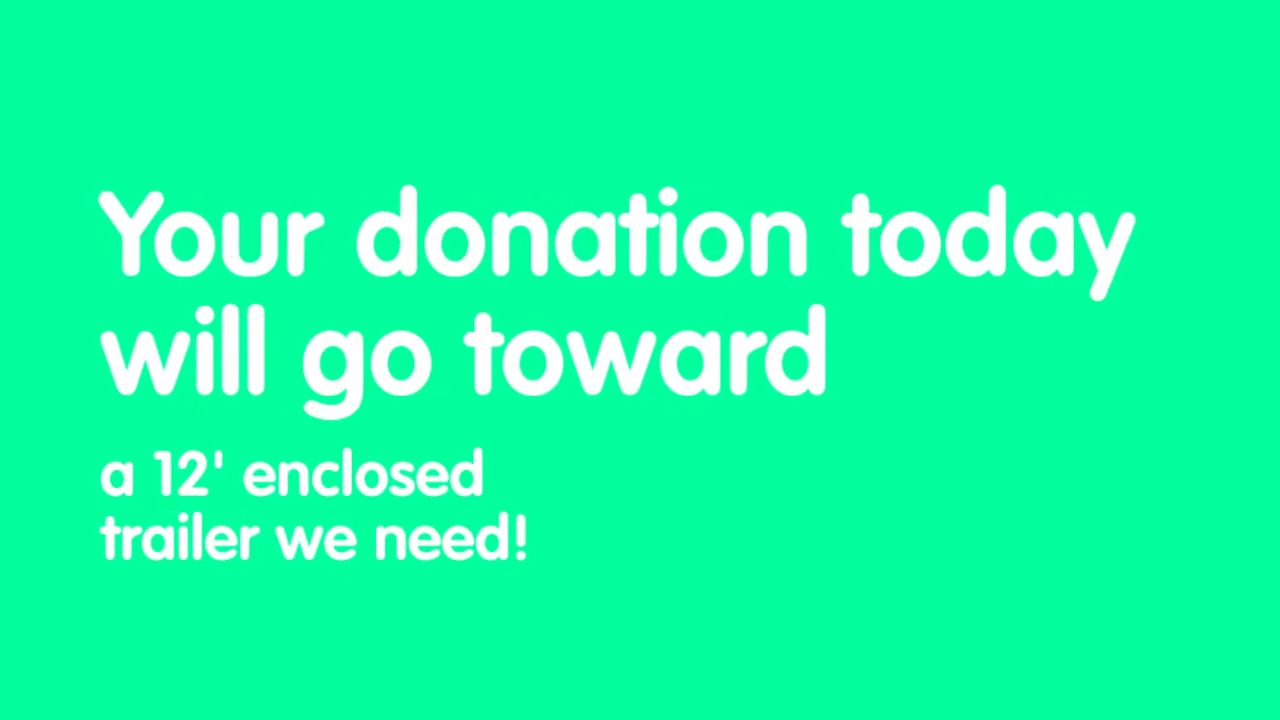 Your donation today
will go toward
a 12' enclosed
trailer we need!